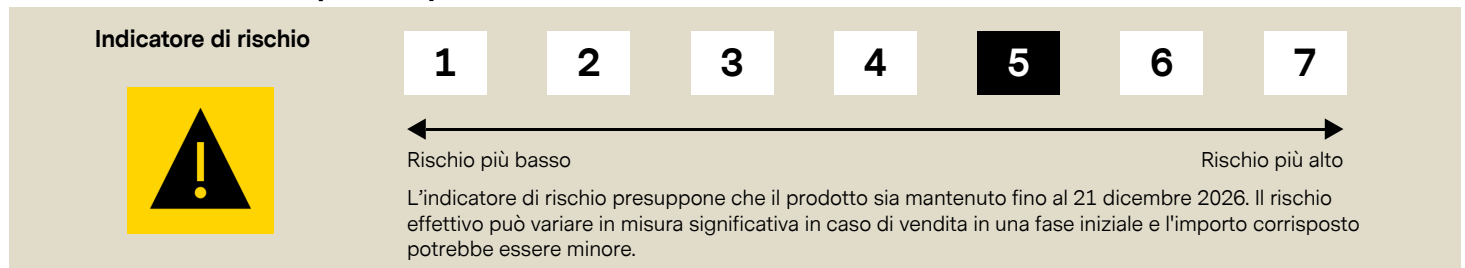 Indicatore di rischio
1 2 3 4 5 6 7
Rischio più basso Rischio più alto
L'indicatore di rischio presuppone che il prodotto sia mantenuto fino al 21 dicembre 2026. Il rischio
effettivo può variare in misura significativa in caso di vendita in una fase iniziale e l'importo corrisposto
potrebbe essere minore.